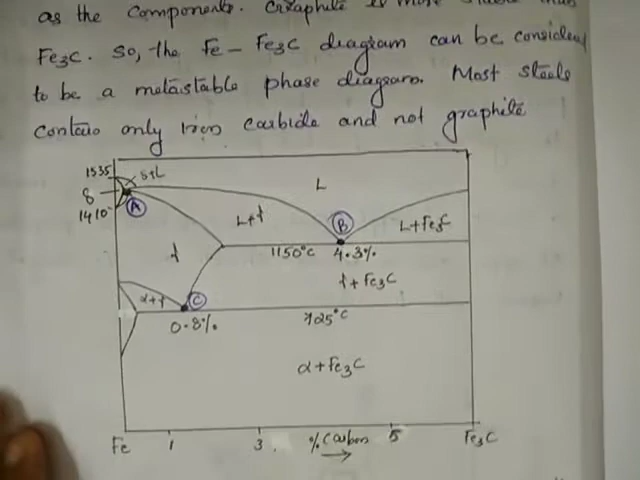 as the components. Graphite is more stable than
Fe₃C. So, the Fe - Fe₃C diagram can be considered
to be a metastable phase diagram. Most steels
contain only iron carbide and not graphite
1535
δ+L
L
δ
A
1410
L+γ
B
L+Fe₃C
γ
1150°C 4.3%
γ+Fe₃C
α+γ
C
0.8%
725°C
α+Fe₃C
Fe 1 3 % Carbon 5 Fe₃C